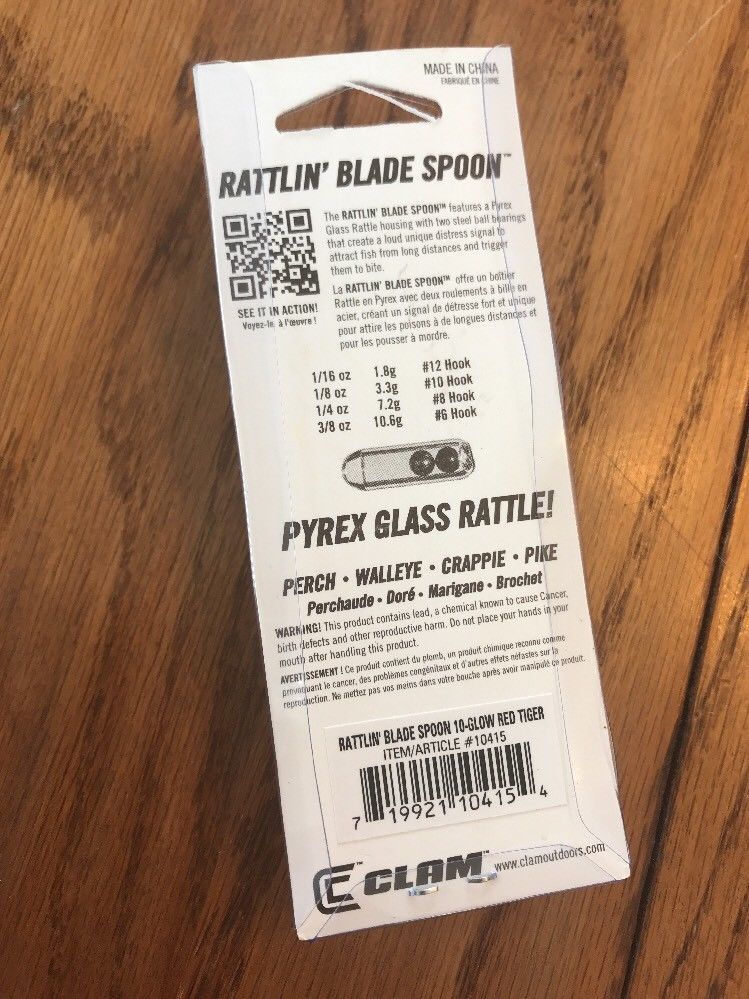 MADE IN CHINA
FABRIQUÉ EN CHINE
RATTLIN' BLADE SPOON™
The RATTLIN' BLADE SPOON™ features a Pyrex
Glass Rattle housing with two steel ball bearings
that create a loud unique distress signal to
attract fish from long distances and trigger
them to bite.
La RATTLIN' BLADE SPOON™ offre un boîtier
Rattle en Pyrex avec deux roulements à bille en
acier, créant un signal de détresse fort et unique
pour attire les poisons à de longues distances et
pour les pousser à mordre.
SEE IT IN ACTION!
Voyez-le, à l'œuvre !
1/16 oz 1.8g #12 Hook
1/8 oz 3.3g #10 Hook
1/4 oz 7.2g #8 Hook
3/8 oz 10.6g #6 Hook
PYREX GLASS RATTLE!
PERCH • WALLEYE • CRAPPIE • PIKE
Perchaude • Doré • Marigane • Brochet
WARNING! This product contains lead, a chemical known to cause Cancer,
birth defects and other reproductive harm. Do not place your hands in your
mouth after handling this product.
AVERTISSEMENT ! Ce produit contient du plomb, un produit chimique reconnu comme
provoquant le cancer, des problèmes congénitaux et d'autres effets néfastes sur la
reproduction. Ne mettez pas vos meins dans votre bouche après avoir manipulé ce produit.
RATTLIN' BLADE SPOON 10-GLOW RED TIGER
ITEM/ARTICLE #10415
7 19921 10415 4
CLAM™ www.clamoutdoors.com